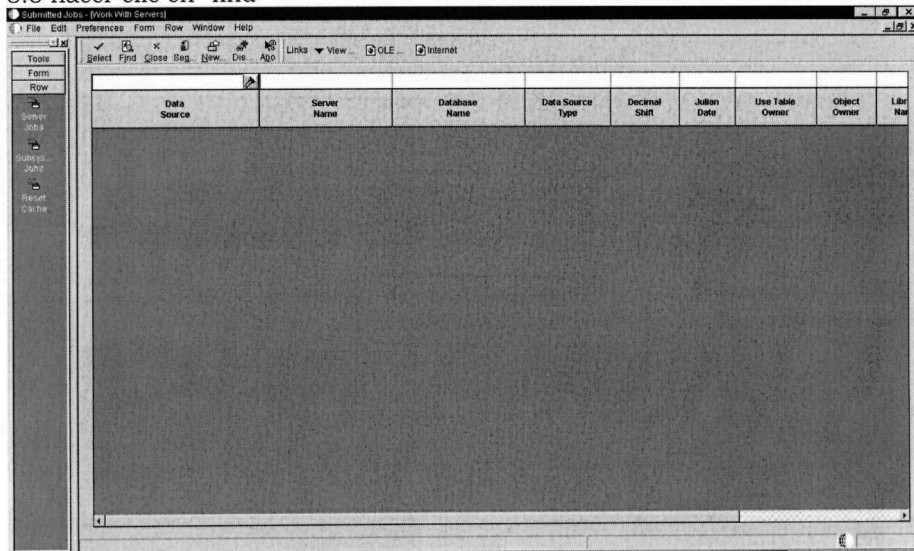 Submitted Jobs - [Work With Servers]
File Edit Preferences Form Row Window Help
Select Find Close Seq... New... Dis... Abo Links View ... OLE ... Internet
Tools
Form
Row
Server
Jobs
Subsys...
Jobs
Reset
Cache
Data
Source
Server
Name
Database
Name
Data Source
Type
Decimal
Shift
Julian
Date
Use Table
Owner
Object
Owner
Libr
Nar